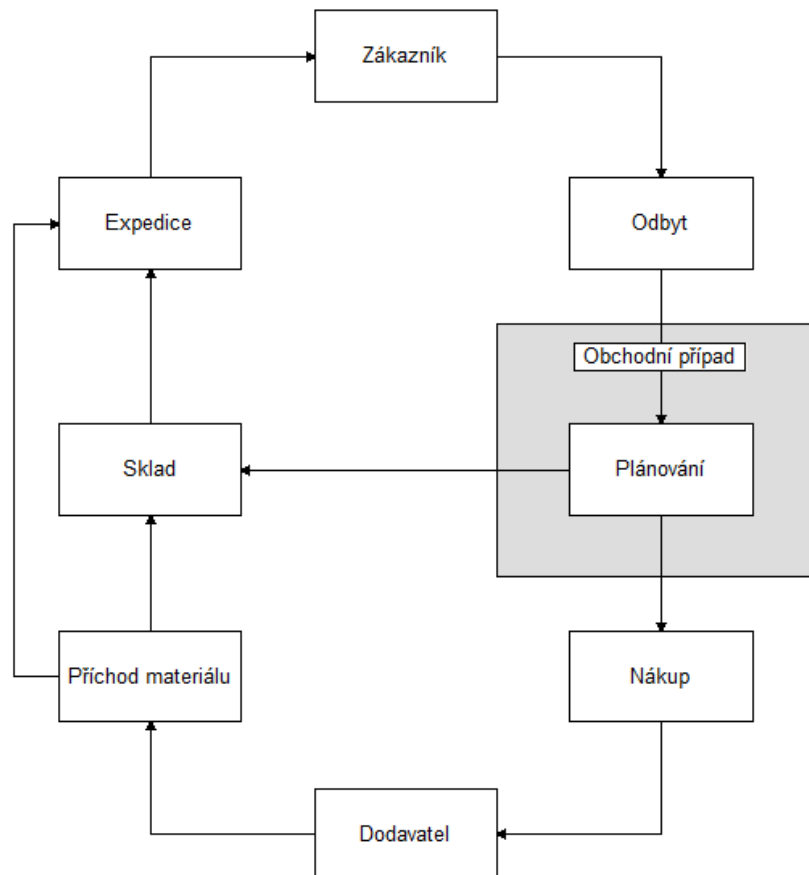 Zákazník
Expedice
Odbyt
Obchodní případ
Sklad
Plánování
Příchod materiálu
Nákup
Dodavatel